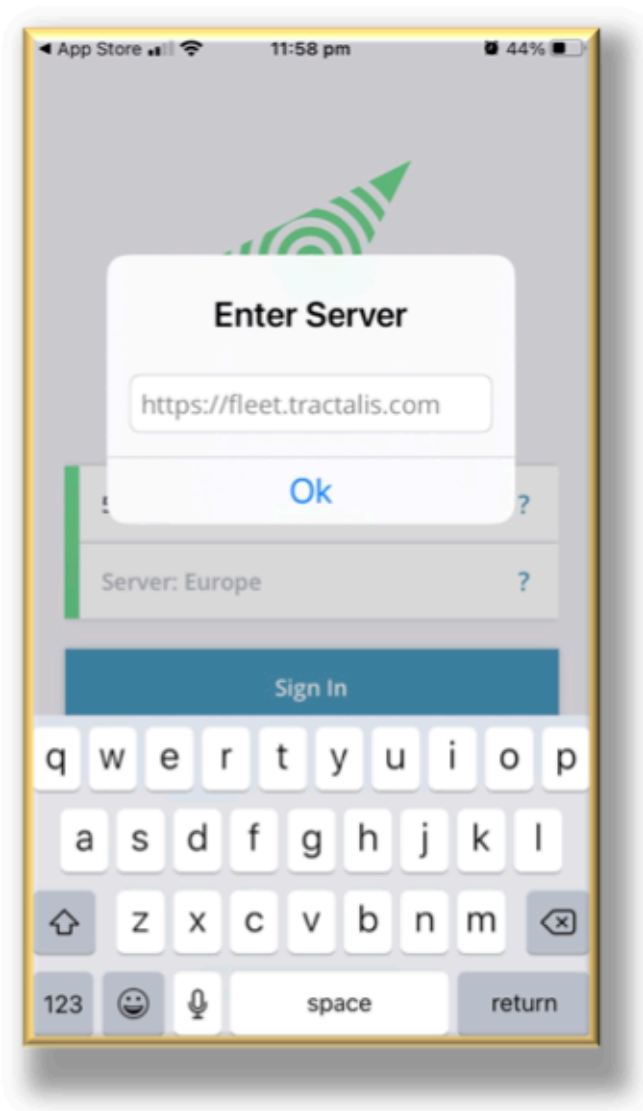 ◀ App Store 11:58 pm 44%
Enter Server
https://fleet.tractalis.com
Ok
5 ?
Server: Europe ?
Sign In
q w e r t y u i o p
a s d f g h j k l
z x c v b n m
123 space return